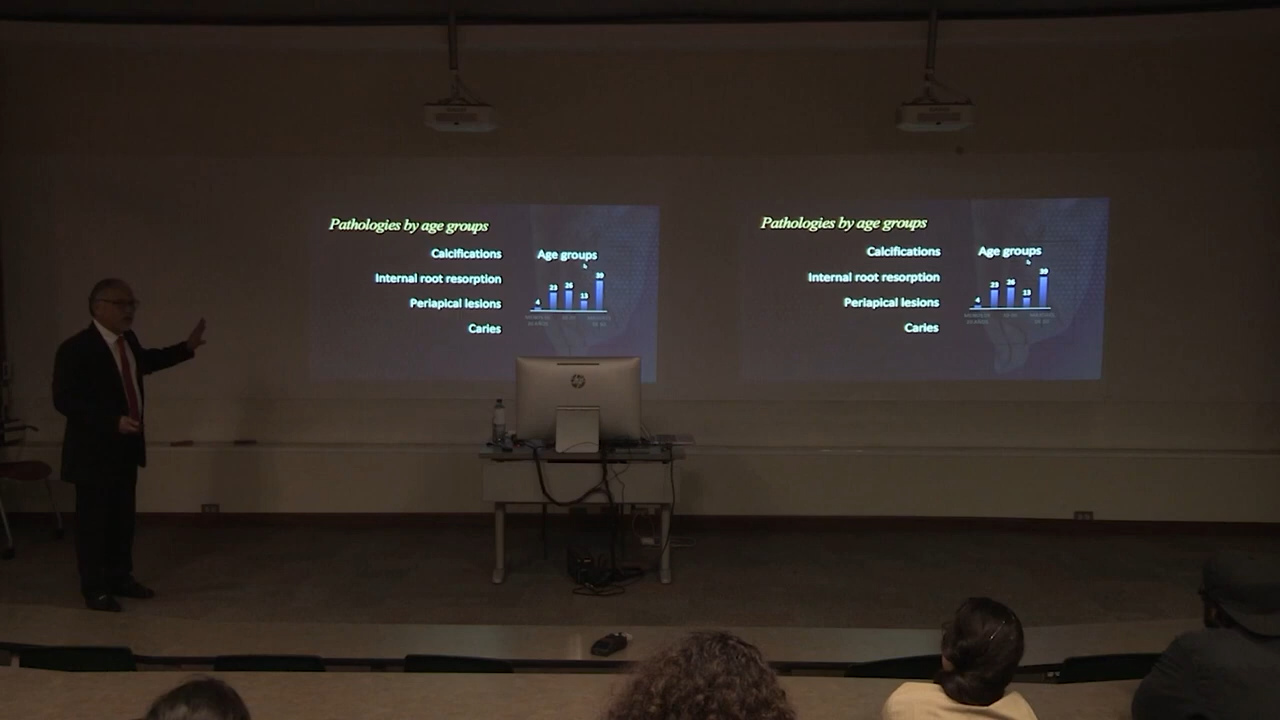 Pathologies by age groups
Calcifications
Internal root resorption
Periapical lesions
Caries
Age groups
4 23 26 13 39
hp
Pathologies by age groups
Calcifications
Internal root resorption
Periapical lesions
Caries
Age groups
4 23 26 13 39